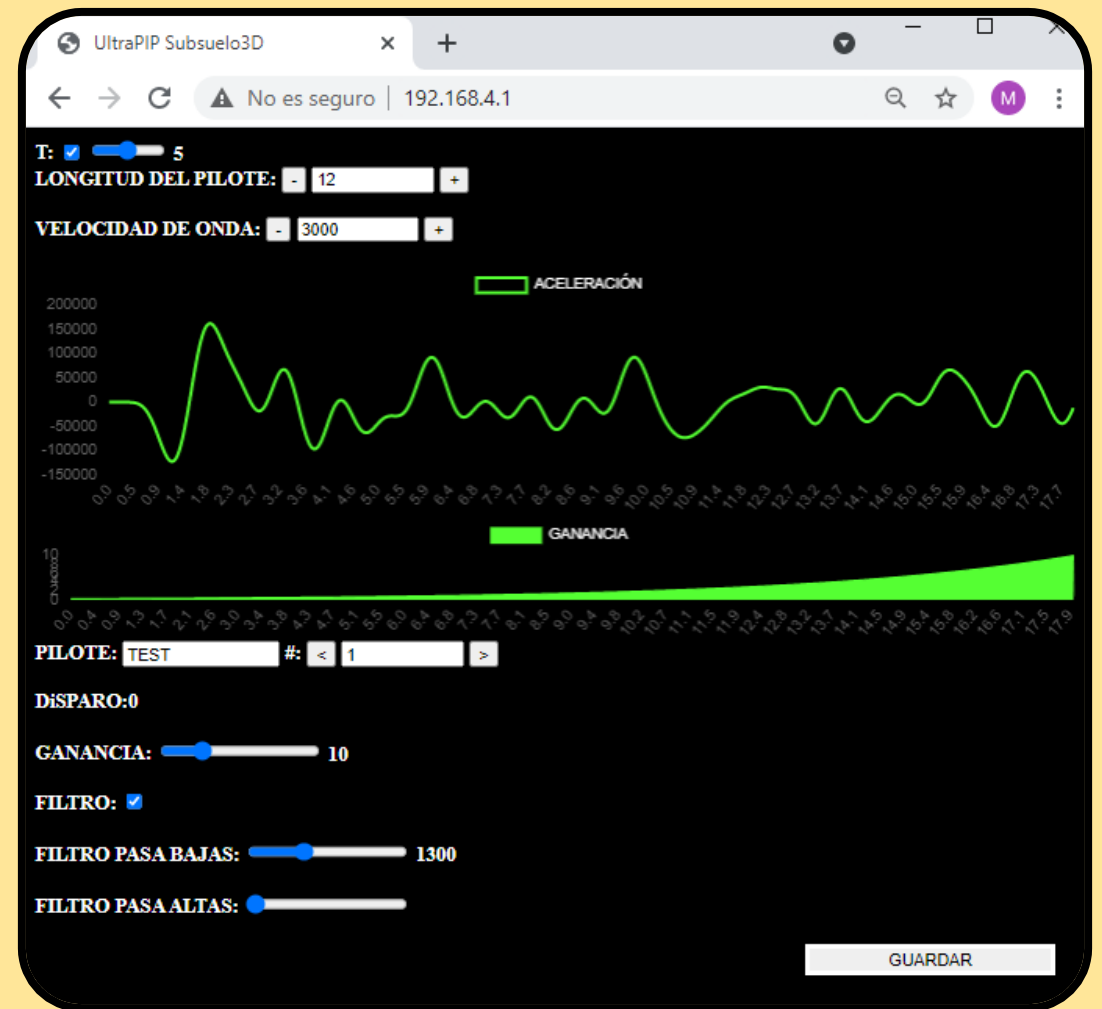 UltraPIP Subsuelo3D
No es seguro | 192.168.4.1 M
T: 5
LONGITUD DEL PILOTE: - 12 +
VELOCIDAD DE ONDA: - 3000 +
ACELERACIÓN
200000
150000
100000
50000
0
-50000
-100000
-150000
0.0 0.5 0.9 1.4 1.8 2.3 2.7 3.2 3.6 4.1 4.6 5.0 5.5 5.9 6.4 6.8 7.3 7.7 8.2 8.6 9.1 9.6 10.0 10.5 10.9 11.4 11.8 12.3 12.7 13.2 13.7 14.1 14.6 15.0 15.5 15.9 16.4 16.8 17.3 17.7
GANANCIA
10
0
0.0 0.4 0.9 1.3 1.7 2.1 2.6 3.0 3.4 3.8 4.3 4.7 5.1 5.5 6.0 6.4 6.8 7.3 7.7 8.1 8.5 9.0 9.4 9.8 10.2 10.7 11.1 11.5 11.9 12.4 12.8 13.2 13.7 14.1 14.5 14.9 15.4 15.8 16.2 16.6 17.1 17.5 17.9
PILOTE: TEST #: < 1 >
DiSPARO:0
GANANCIA: 10
FILTRO:
FILTRO PASA BAJAS: 1300
FILTRO PASA ALTAS:
GUARDAR